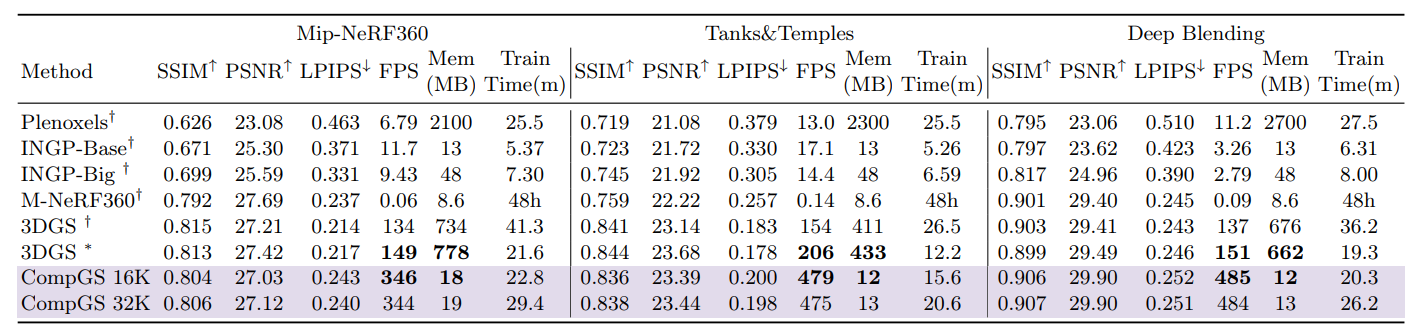 Mip-NeRF360 Tanks&Temples Deep Blending
Method SSIM↑ PSNR↑ LPIPS↓ FPS Mem (MB) Train Time(m) SSIM↑ PSNR↑ LPIPS↓ FPS Mem (MB) Train Time(m) SSIM↑ PSNR↑ LPIPS↓ FPS Mem (MB) Train Time(m)
Plenoxels† 0.626 23.08 0.463 6.79 2100 25.5 0.719 21.08 0.379 13.0 2300 25.5 0.795 23.06 0.510 11.2 2700 27.5
INGP-Base† 0.671 25.30 0.371 11.7 13 5.37 0.723 21.72 0.330 17.1 13 5.26 0.797 23.62 0.423 3.26 13 6.31
INGP-Big † 0.699 25.59 0.331 9.43 48 7.30 0.745 21.92 0.305 14.4 48 6.59 0.817 24.96 0.390 2.79 48 8.00
M-NeRF360† 0.792 27.69 0.237 0.06 8.6 48h 0.759 22.22 0.257 0.14 8.6 48h 0.901 29.40 0.245 0.09 8.6 48h
3DGS † 0.815 27.21 0.214 134 734 41.3 0.841 23.14 0.183 154 411 26.5 0.903 29.41 0.243 137 676 36.2
3DGS * 0.813 27.42 0.217 149 778 21.6 0.844 23.68 0.178 206 433 12.2 0.899 29.49 0.246 151 662 19.3
CompGS 16K 0.804 27.03 0.243 346 18 22.8 0.836 23.39 0.200 479 12 15.6 0.906 29.90 0.252 485 12 20.3
CompGS 32K 0.806 27.12 0.240 344 19 29.4 0.838 23.44 0.198 475 13 20.6 0.907 29.90 0.251 484 13 26.2